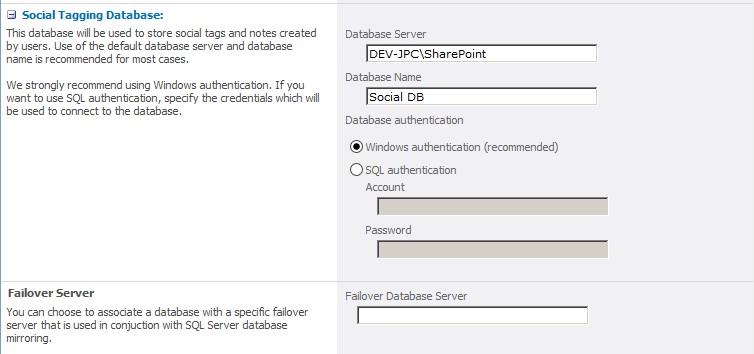 Social Tagging Database:
This database will be used to store social tags and notes created
by users. Use of the default database server and database
name is recommended for most cases.
We strongly recommend using Windows authentication. If you
want to use SQL authentication, specify the credentials which will
be used to connect to the database.
Database Server
DEV-JPC\SharePoint
Database Name
Social DB
Database authentication
Windows authentication (recommended)
SQL authentication
Account
Password
Failover Server
You can choose to associate a database with a specific failover
server that is used in conjuction with SQL Server database
mirroring.
Failover Database Server